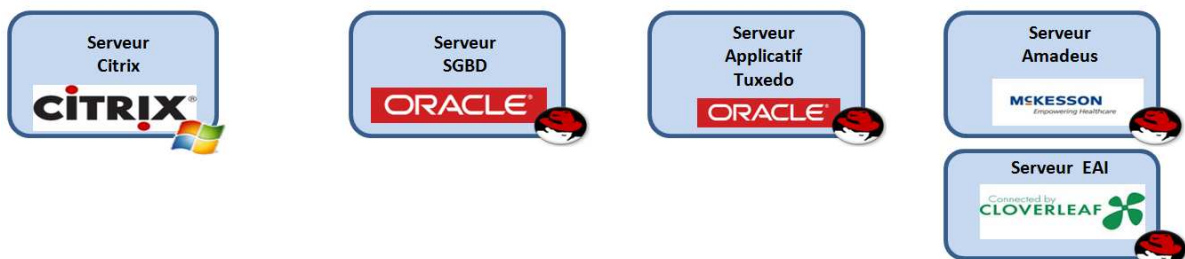 Serveur
Citrix
CiTRIX®
Serveur
SGBD
ORACLE®
Serveur
Applicatif
Tuxedo
ORACLE®
Serveur
Amadeus
MCKESSON
Empowering Healthcare
Serveur EAI
Connected by
CLOVERLEAF